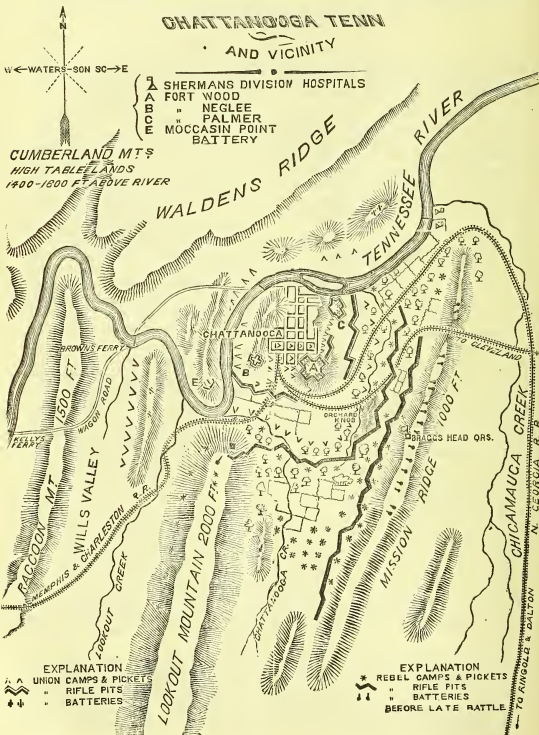 CHATTANOOGA TENN
AND VICINITY
N
W WATERS-SON SC E
SHERMANS DIVISION HOSPITALS
A FORT WOOD
B " NEGLEE
C " PALMER
E MOCCASIN POINT
BATTERY
CUMBERLAND MTS
HIGH TABLELANDS
1400-1600 FT ABOVE RIVER
WALDENS RIDGE
TENNESSEE RIVER
CHATTANOOGA
C
B
A
E
BROWNS FERRY
KELLYS
FERRY
WAGON ROAD
1500 FT
RACCOON MT
WILLS VALLEY
MEMPHIS & CHARLESTON R.R.
LOOKOUT CREEK
LOOKOUT MOUNTAIN 2000 FT
CHATTANOOGA CR.
ORCHARD
KNOB
BRAGGS HEAD QRS.
MISSION RIDGE 1000 FT
CLEVELAND
CHICAMAUGA CREEK
N. GEORGIA R.R.
TO RINGOLD & DALTON
EXPLANATION
UNION CAMPS & PICKETS
" RIFLE PITS
" BATTERIES
EXPLANATION
REBEL CAMPS & PICKETS
" RIFLE PITS
" BATTERIES
BEFORE LATE BATTLE